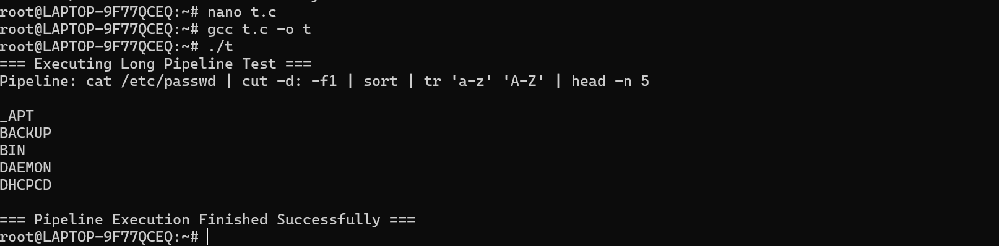 root@LAPTOP-9F77QCEQ:~# nano t.c
root@LAPTOP-9F77QCEQ:~# gcc t.c -o t
root@LAPTOP-9F77QCEQ:~# ./t
=== Executing Long Pipeline Test ===
Pipeline: cat /etc/passwd | cut -d: -f1 | sort | tr 'a-z' 'A-Z' | head -n 5
_APT
BACKUP
BIN
DAEMON
DHCPCD
=== Pipeline Execution Finished Successfully ===
root@LAPTOP-9F77QCEQ:~#